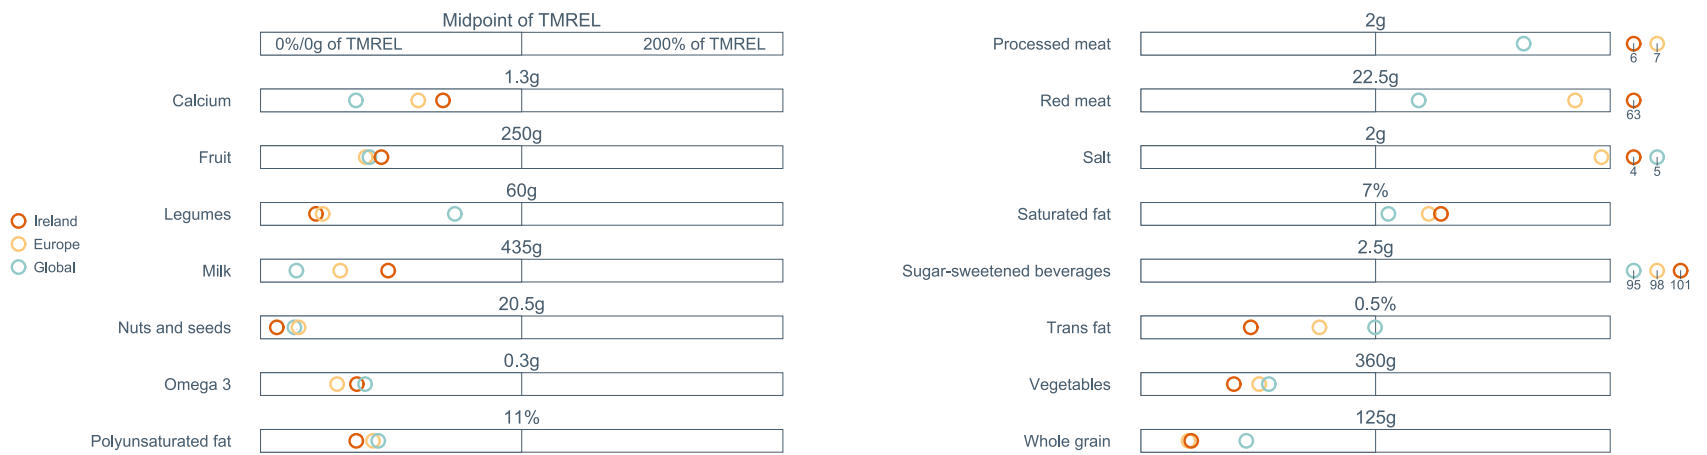 Midpoint of TMREL
0%/0g of TMREL 200% of TMREL
1.3g
Calcium
250g
Fruit
60g
Legumes
435g
Milk
20.5g
Nuts and seeds
0.3g
Omega 3
11%
Polyunsaturated fat
Ireland
Europe
Global
2g
Processed meat
6 7
22.5g
Red meat
63
2g
Salt
4 5
7%
Saturated fat
2.5g
Sugar-sweetened beverages
95 98 101
0.5%
Trans fat
360g
Vegetables
125g
Whole grain